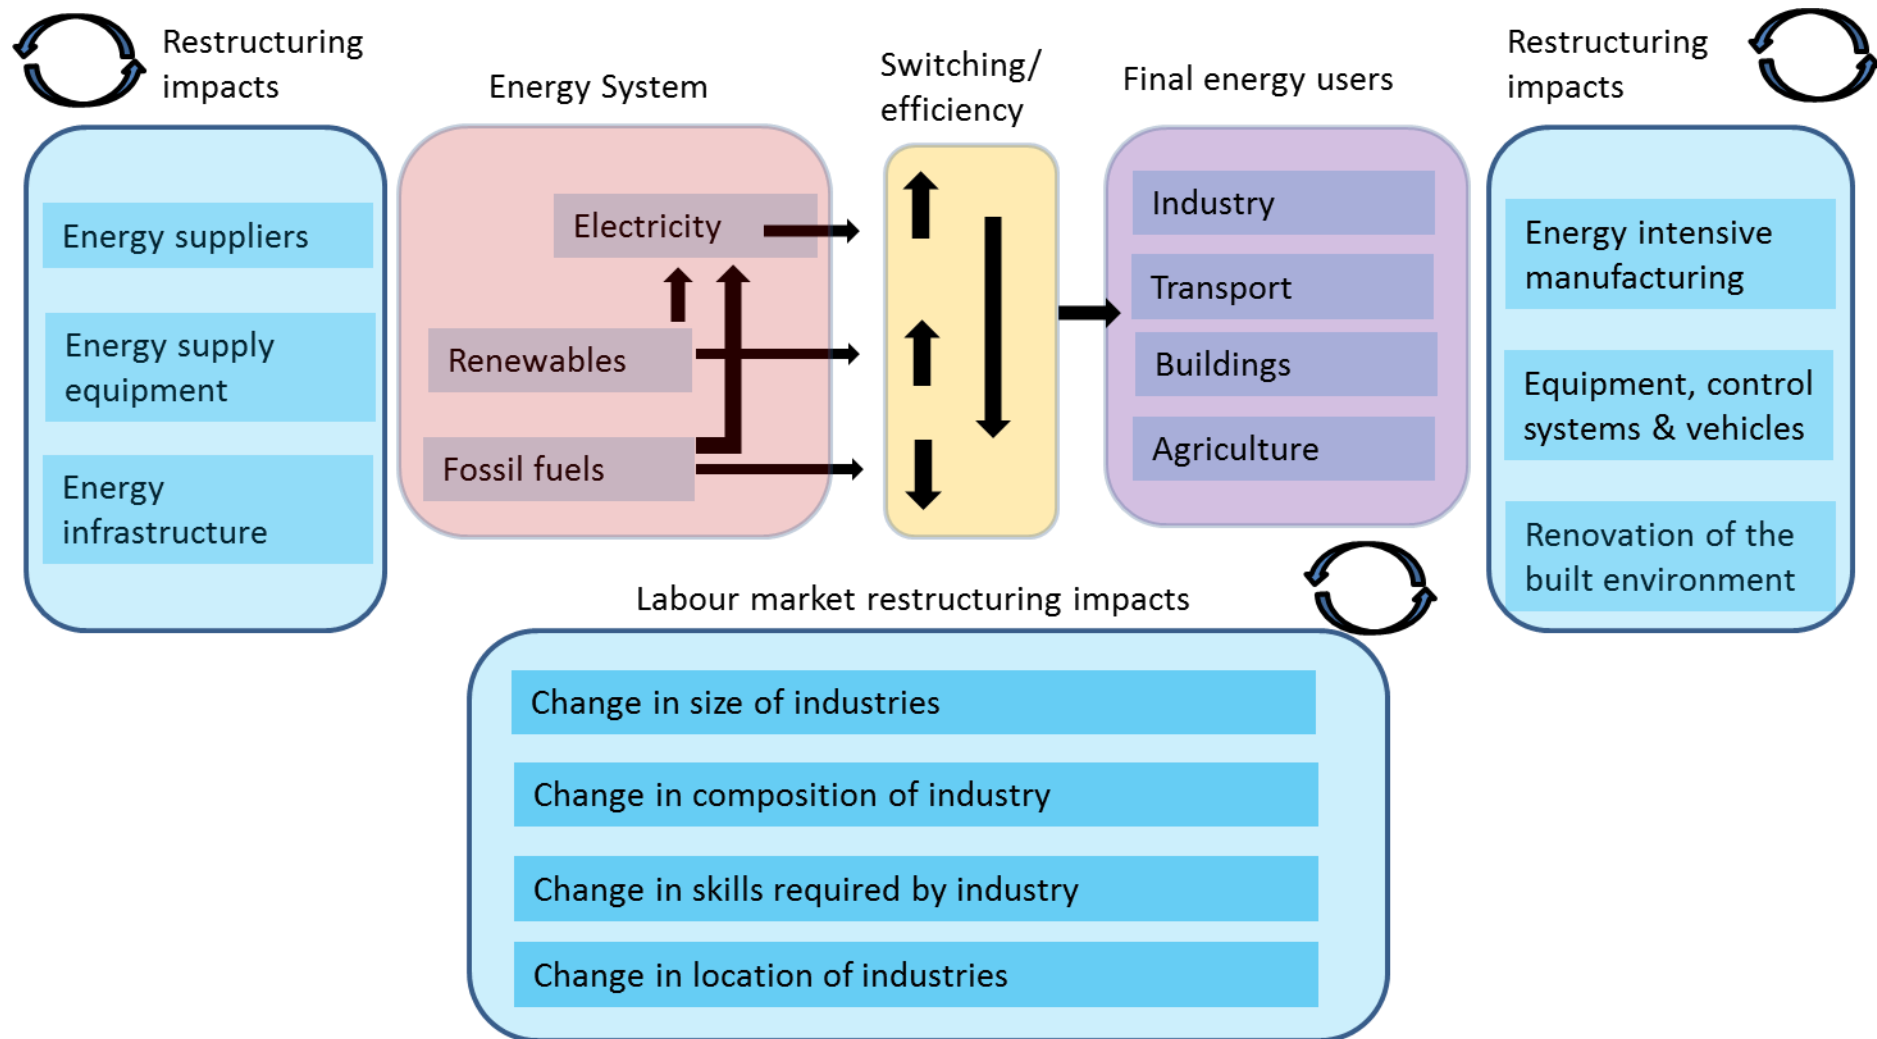 Restructuring
impacts
Energy suppliers
Energy supply
equipment
Energy
infrastructure
Energy System
Electricity
Renewables
Fossil fuels
Switching/
efficiency
Final energy users
Industry
Transport
Buildings
Agriculture
Restructuring
impacts
Energy intensive
manufacturing
Equipment, control
systems & vehicles
Renovation of the
built environment
Labour market restructuring impacts
Change in size of industries
Change in composition of industry
Change in skills required by industry
Change in location of industries